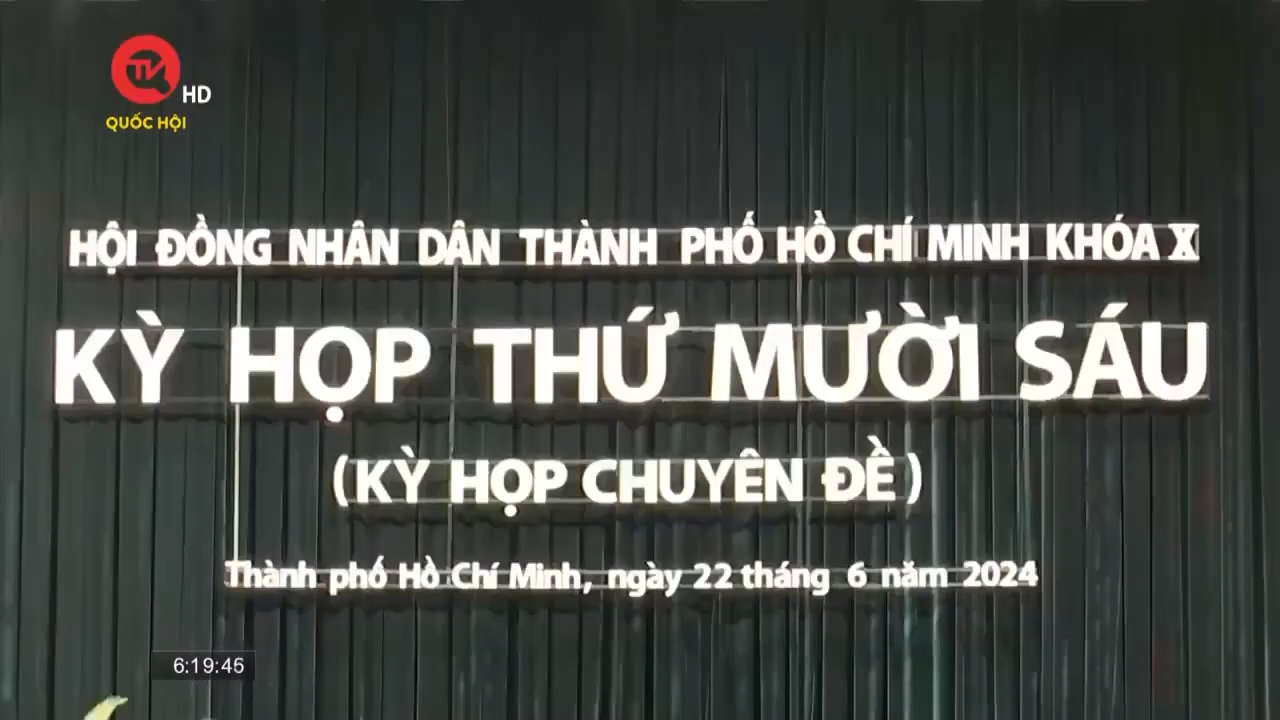 TV
HD
QUỐC HỘI
HỘI ĐỒNG NHÂN DÂN THÀNH PHỐ HỒ CHÍ MINH KHÓA X
KỲ HỌP THỨ MƯỜI SÁU
(KỲ HỌP CHUYÊN ĐỀ)
Thành phố Hồ Chí Minh, ngày 22 tháng 6 năm 2024
6:19:45